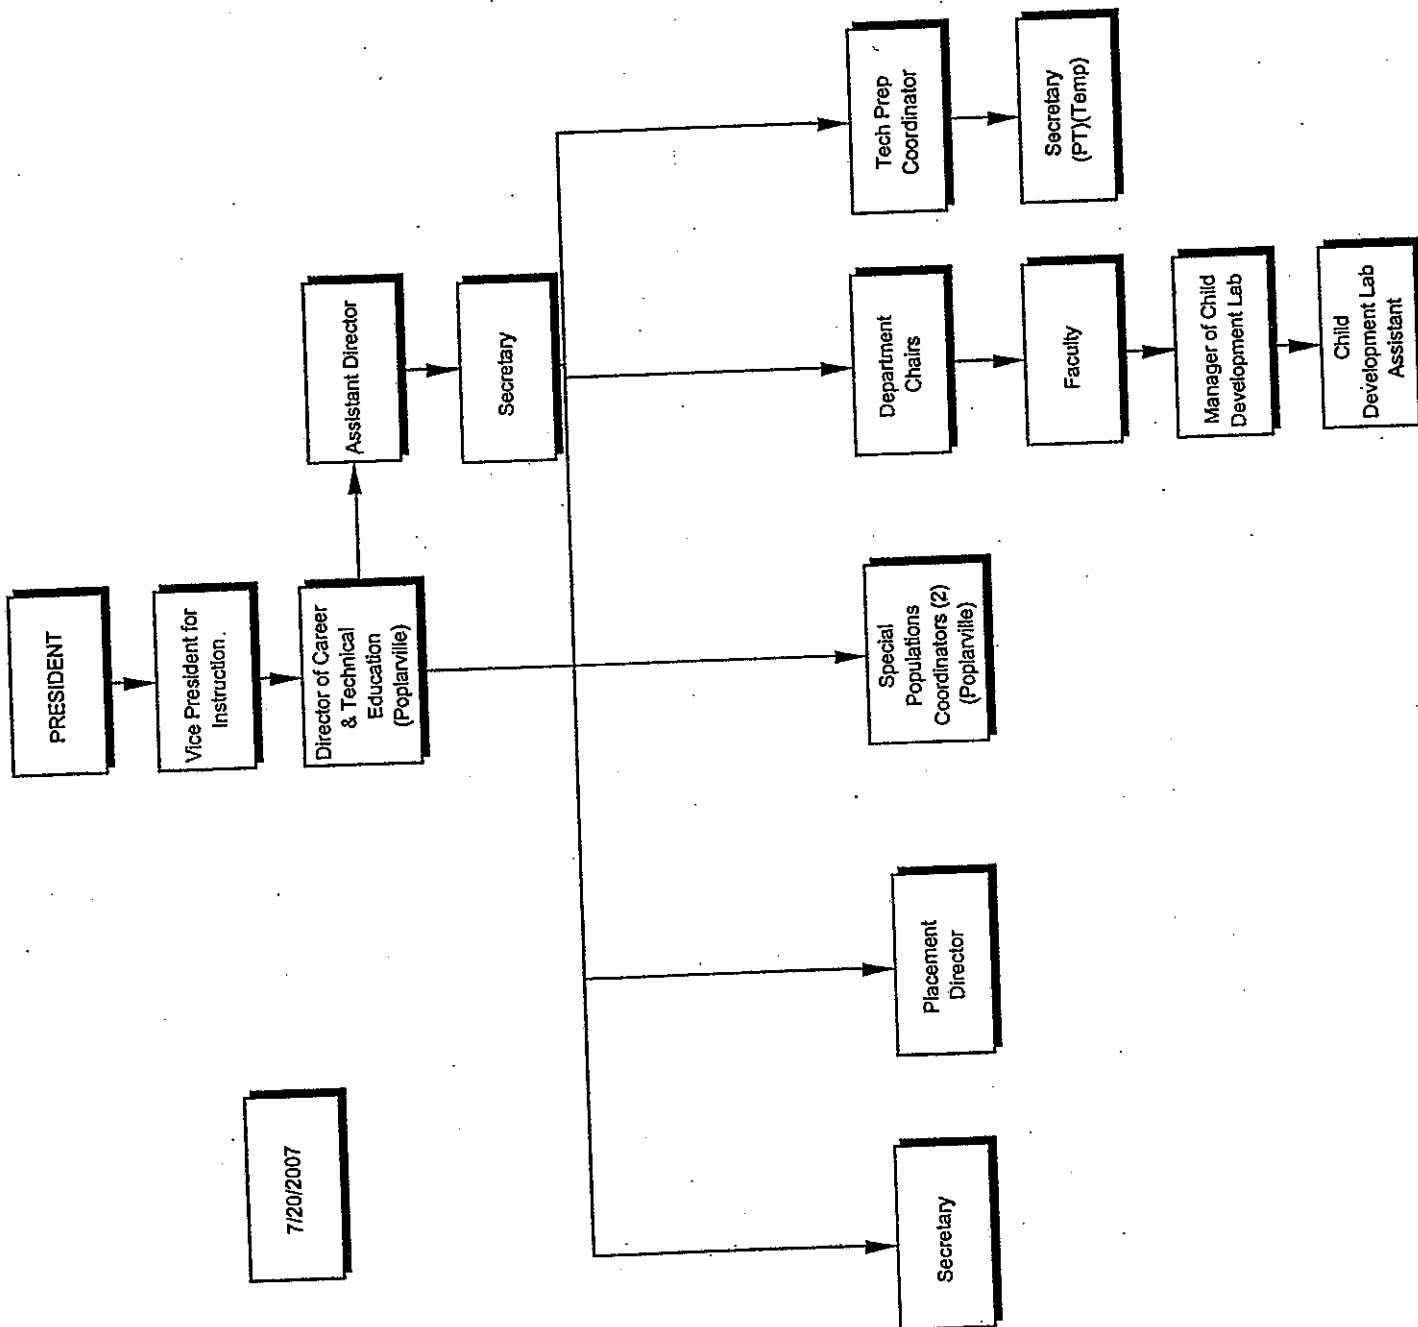 PRESIDENT
Vice President for
Instruction.
Director of Career
& Technical
Education
(Poplarville)
Assistant Director
Secretary
7/20/2007
Secretary
Placement
Director
Special
Populations
Coordinators (2)
(Poplarville)
Department
Chairs
Faculty
Manager of Child
Development Lab
Child
Development Lab
Assistant
Tech Prep
Coordinator
Secretary
(PT)(Temp)